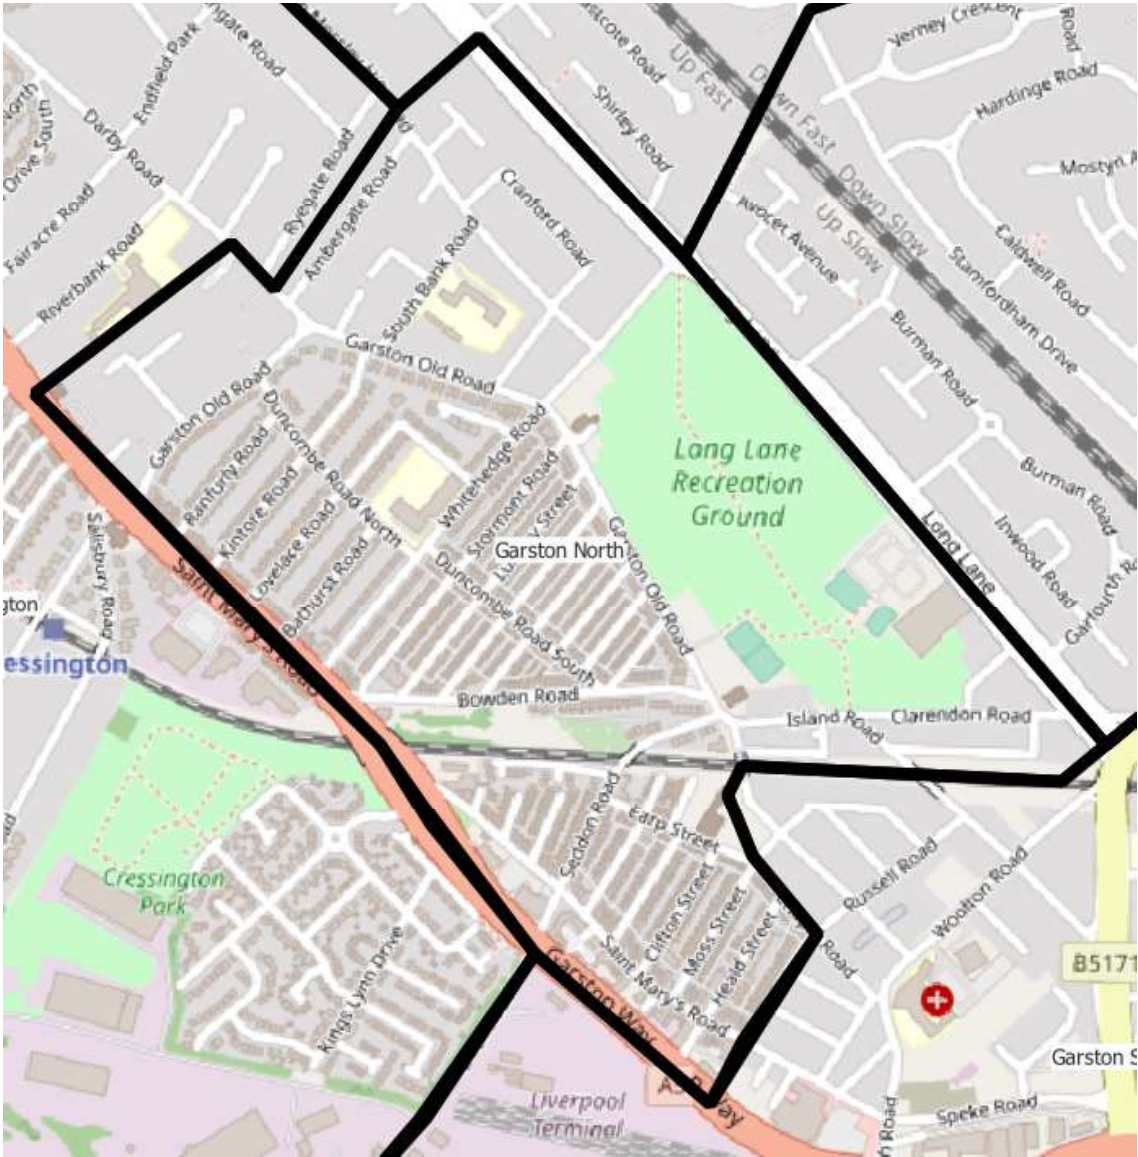 Endfield Park
Darby Road
Drive South
Fairacre Road
Riverbank Road
Ryegate Road
Ambergate Road
South Bank Road
Cranford Road
Shirley Road
Up Fast
Down Fast
Down Slow
Up Slow
Verney Crescent
Road
Hardinge Road
Mostyn A
Caldwell Road
Stamfordham Drive
Avocet Avenue
Burman Road
Burman Road
Inwood Road
Long Lane
Long Lane
Recreation
Ground
Garston Old Road
Garston Old Road
Garston Old Road
Duncombe Road North
Duncombe Road South
Ranfurly Road
Kintore Road
Lovelace Road
Bathurst Road
Whitehedge Road
Stormont Road
Street
Garston North
Salisbury Road
Saint Mary's Road
gton
essington
Bowden Road
Island Road
Clarendon Road
Seddon Road
Earp Street
Clifton Street
Moss Street
Heald Street
Saint Mary's Road
Road
Russell Road
Woolton Road
Cressington
Park
Kings Lynn Drive
Garston Way
Liverpool
Terminal
B5171
Garston S
Speke Road